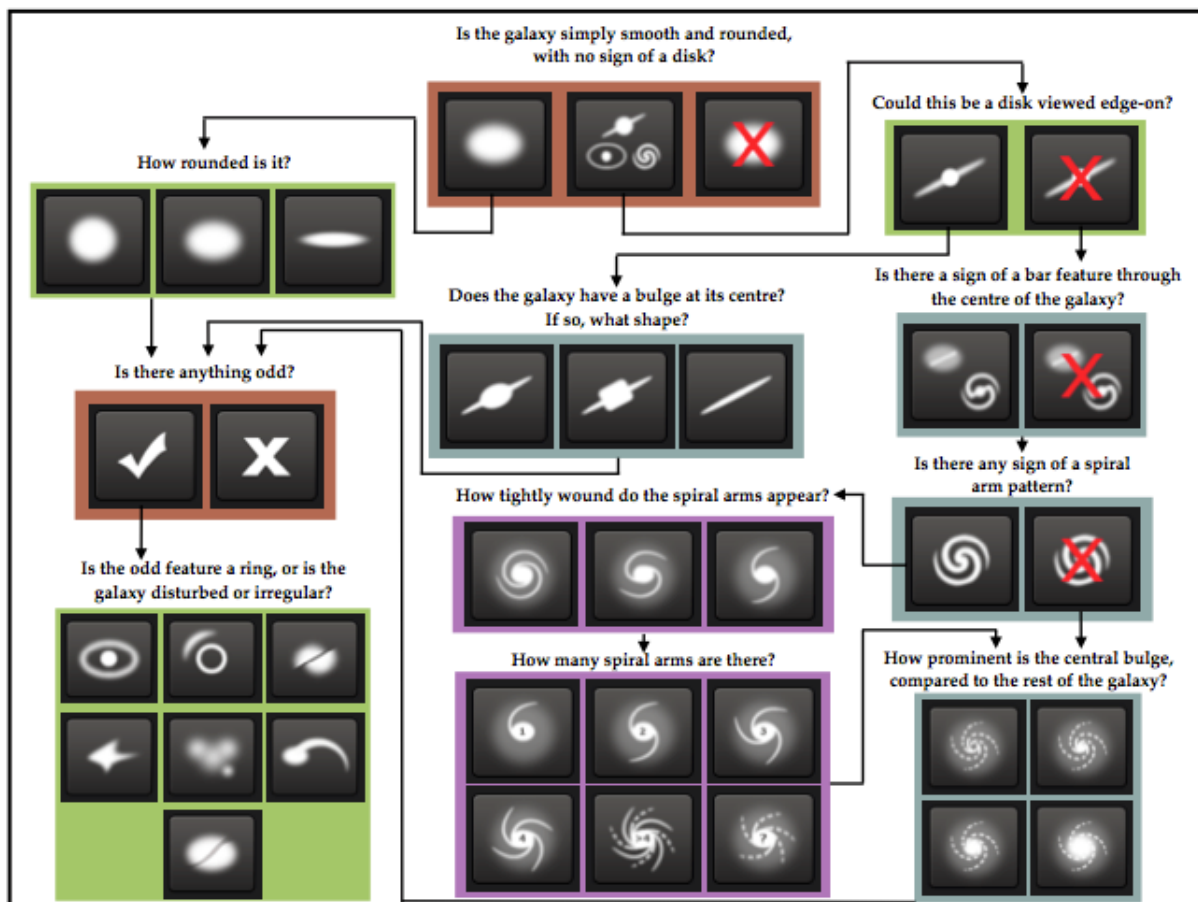 Is the galaxy simply smooth and rounded,
with no sign of a disk?
Could this be a disk viewed edge-on?
How rounded is it?
Does the galaxy have a bulge at its centre?
If so, what shape?
Is there a sign of a bar feature through
the centre of the galaxy?
Is there anything odd?
Is there any sign of a spiral
arm pattern?
How tightly wound do the spiral arms appear?
Is the odd feature a ring, or is the
galaxy disturbed or irregular?
How many spiral arms are there?
How prominent is the central bulge,
compared to the rest of the galaxy?
1
2
3
4
?